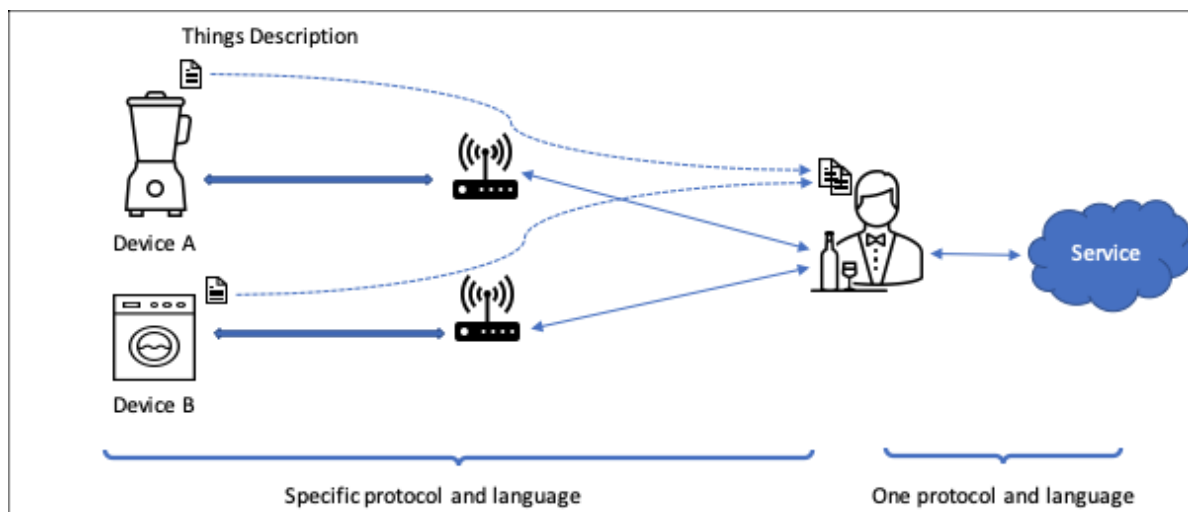 Things Description
Device A
Service
Device B
Specific protocol and language
One protocol and language